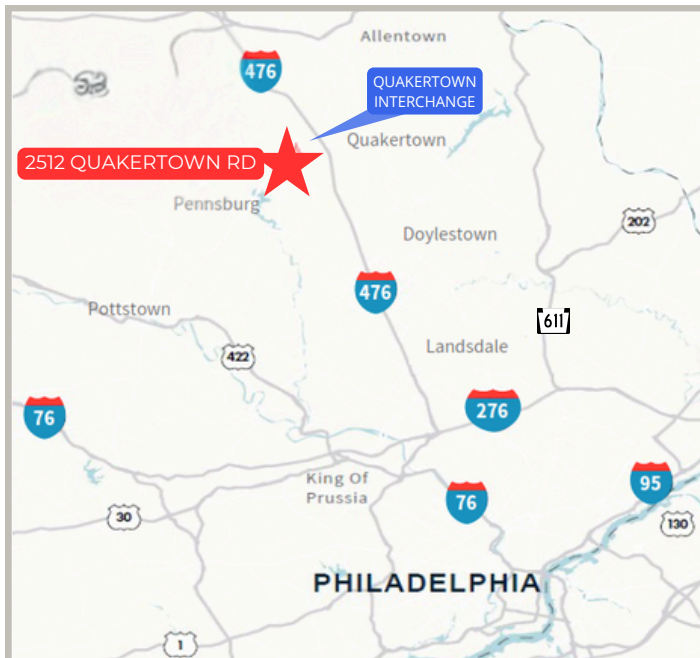 Allentown
476
QUAKERTOWN
INTERCHANGE
Quakertown
2512 QUAKERTOWN RD
Pennsburg
202
Doylestown
476
Pottstown
611
Landsdale
422
276
76
King Of
Prussia
95
76
30
130
PHILADELPHIA
1